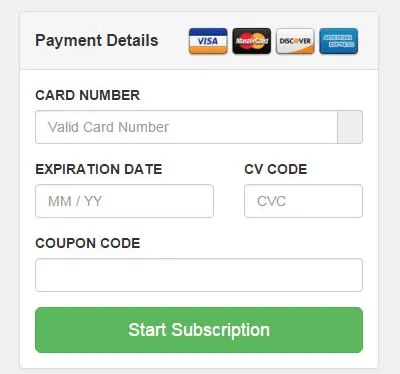 Payment Details VISA MasterCard DISCOVER AMERICAN EXPRESS
CARD NUMBER
Valid Card Number
EXPIRATION DATE CV CODE
MM / YY CVC
COUPON CODE
Start Subscription